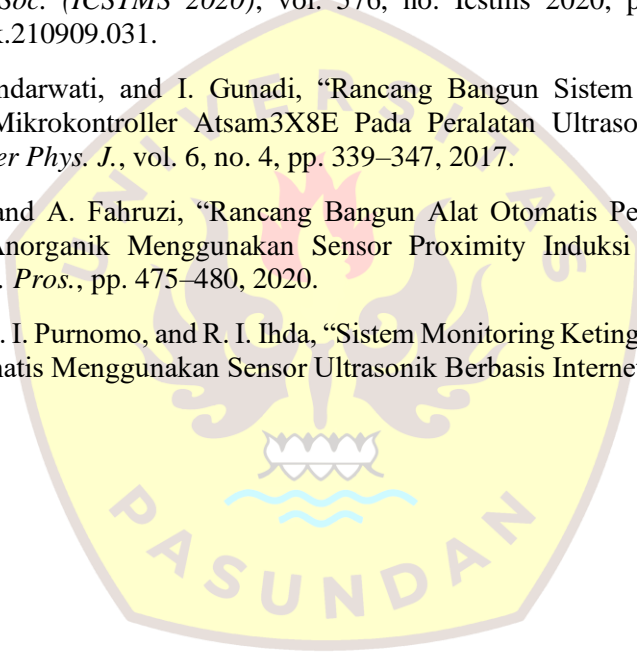 Soc. (ICSTMS 2020), vol. 576, no. Icstms 2020, p
k.210909.031.
ndarwati, and I. Gunadi, “Rancang Bangun Sistem
Mikrokontroller Atsam3X8E Pada Peralatan Ultraso
er Phys. J., vol. 6, no. 4, pp. 339–347, 2017.
and A. Fahruzi, “Rancang Bangun Alat Otomatis Pe
Anorganik Menggunakan Sensor Proximity Induksi
. Pros., pp. 475–480, 2020.
. I. Purnomo, and R. I. Ihda, “Sistem Monitoring Keting
natis Menggunakan Sensor Ultrasonik Berbasis Internet
UNIVERSITAS
PASUNDAN